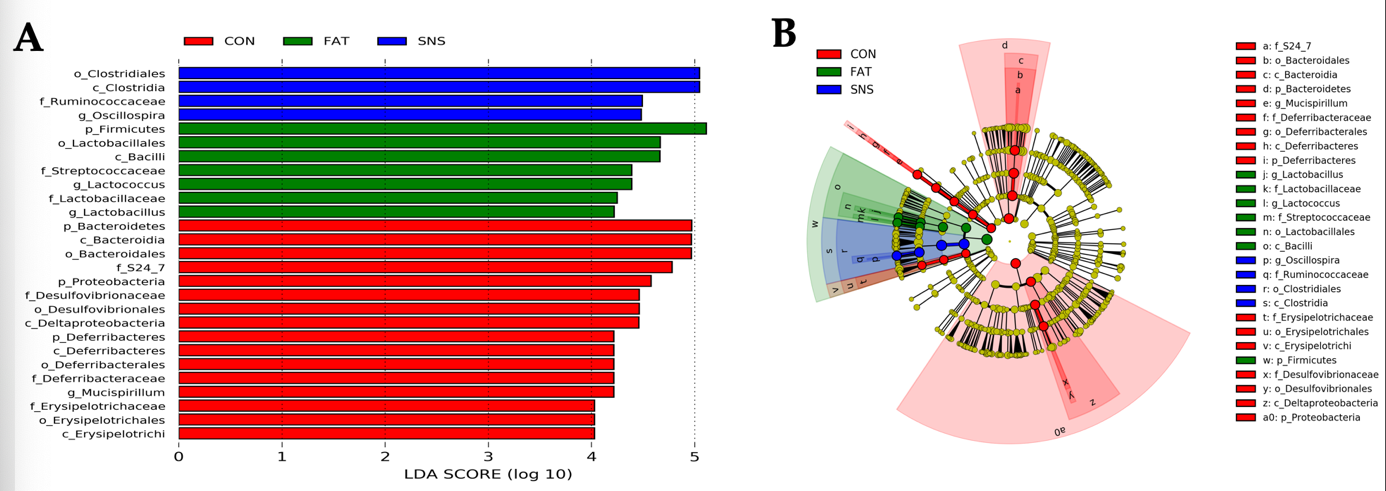 A
CON FAT SNS
o_Clostridiales
c_Clostridia
f_Ruminococcaceae
g_Oscillospira
p_Firmicutes
o_Lactobacillales
c_Bacilli
f_Streptococcaceae
g_Lactococcus
f_Lactobacillaceae
g_Lactobacillus
p_Bacteroidetes
c_Bacteroidia
o_Bacteroidales
f_S24_7
p_Proteobacteria
f_Desulfovibrionaceae
o_Desulfovibrionales
c_Deltaproteobacteria
p_Deferribacteres
c_Deferribacteres
o_Deferribacterales
f_Deferribacteraceae
g_Mucispirillum
f_Erysipelotrichaceae
o_Erysipelotrichales
c_Erysipelotrichi
0 1 2 3 4 5
LDA SCORE (log 10)
B
CON
FAT
SNS
d
c
b
a
i h g f e
o
n
m k l j
w
s
r
q p
v u t
x
y
z
a0
a: f_S24_7
b: o_Bacteroidales
c: c_Bacteroidia
d: p_Bacteroidetes
e: g_Mucispirillum
f: f_Deferribacteraceae
g: o_Deferribacterales
h: c_Deferribacteres
i: p_Deferribacteres
j: g_Lactobacillus
k: f_Lactobacillaceae
l: g_Lactococcus
m: f_Streptococcaceae
n: o_Lactobacillales
o: c_Bacilli
p: g_Oscillospira
q: f_Ruminococcaceae
r: o_Clostridiales
s: c_Clostridia
t: f_Erysipelotrichaceae
u: o_Erysipelotrichales
v: c_Erysipelotrichi
w: p_Firmicutes
x: f_Desulfovibrionaceae
y: o_Desulfovibrionales
z: c_Deltaproteobacteria
a0: p_Proteobacteria